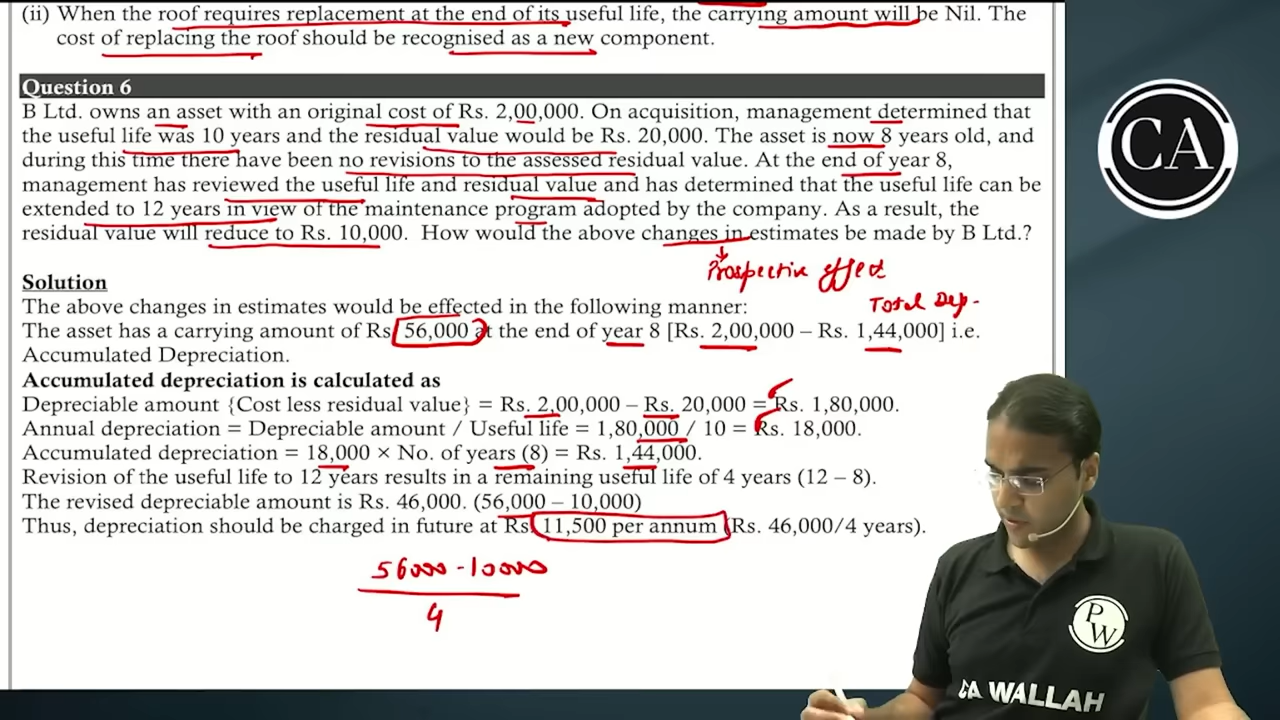 (ii) When the roof requires replacement at the end of its useful life, the carrying amount will be Nil. The
cost of replacing the roof should be recognised as a new component.
Question 6
B Ltd. owns an asset with an original cost of Rs. 2,00,000. On acquisition, management determined that
the useful life was 10 years and the residual value would be Rs. 20,000. The asset is now 8 years old, and
during this time there have been no revisions to the assessed residual value. At the end of year 8,
management has reviewed the useful life and residual value and has determined that the useful life can be
extended to 12 years in view of the maintenance program adopted by the company. As a result, the
residual value will reduce to Rs. 10,000. How would the above changes in estimates be made by B Ltd.?
Prospective effect
Solution
The above changes in estimates would be effected in the following manner:
Total Dep.
The asset has a carrying amount of Rs. 56,000 at the end of year 8 [Rs. 2,00,000 – Rs. 1,44,000] i.e.
Accumulated Depreciation.
Accumulated depreciation is calculated as
Depreciable amount {Cost less residual value} = Rs. 2,00,000 – Rs. 20,000 = Rs. 1,80,000.
Annual depreciation = Depreciable amount / Useful life = 1,80,000 / 10 = Rs. 18,000.
Accumulated depreciation = 18,000 × No. of years (8) = Rs. 1,44,000.
Revision of the useful life to 12 years results in a remaining useful life of 4 years (12 – 8).
The revised depreciable amount is Rs. 46,000. (56,000 – 10,000)
Thus, depreciation should be charged in future at Rs. 11,500 per annum (Rs. 46,000/4 years).
56000 - 10000
4
CA
PW
CA WALLAH